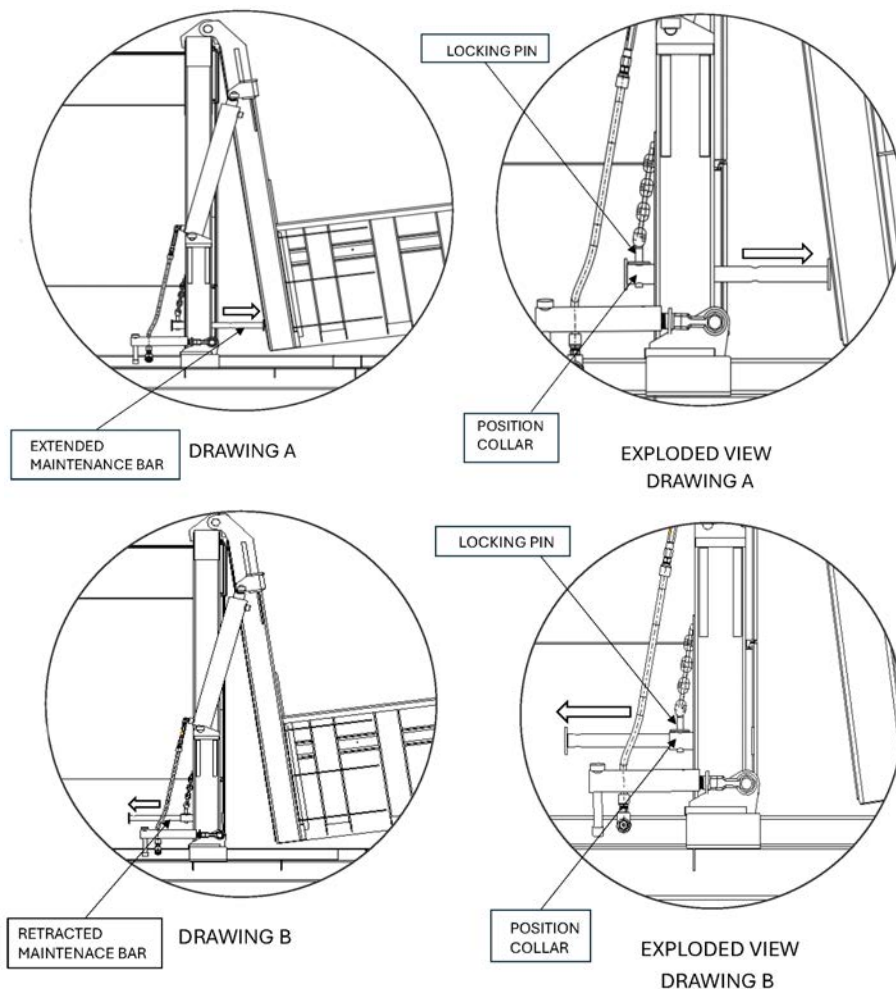 LOCKING PIN
EXTENDED
MAINTENANCE BAR
DRAWING A
POSITION
COLLAR
EXPLODED VIEW
DRAWING A
LOCKING PIN
RETRACTED
MAINTENACE BAR
DRAWING B
POSITION
COLLAR
EXPLODED VIEW
DRAWING B